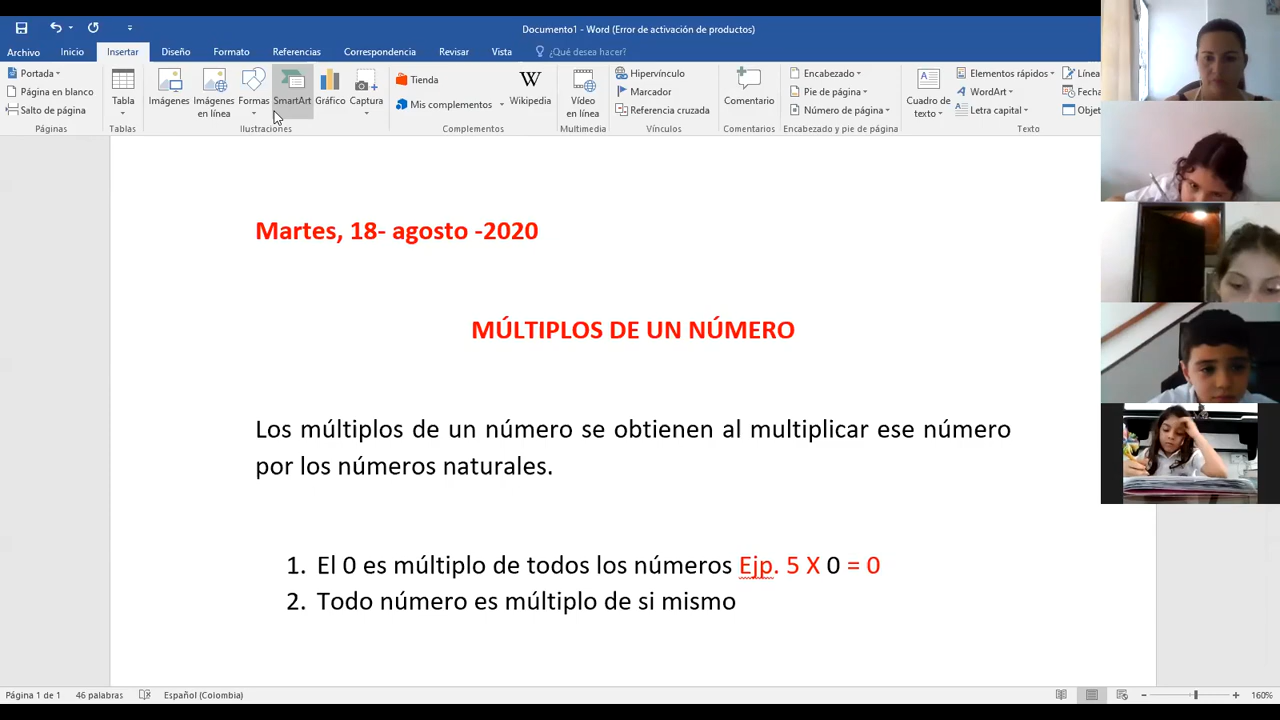 Documento1 - Word (Error de activación de productos)
Archivo Inicio Insertar Diseño Formato Referencias Correspondencia Revisar Vista ¿Qué desea hacer?
Portada
Página en blanco
Salto de página
Páginas
Tabla
Tablas
Imágenes
Imágenes en línea
Formas
SmartArt
Gráfico
Captura
Ilustraciones
Tienda
Mis complementos
Wikipedia
Complementos
Vídeo en línea
Multimedia
Hipervínculo
Marcador
Referencia cruzada
Vínculos
Comentario
Comentarios
Encabezado
Pie de página
Número de página
Encabezado y pie de página
Cuadro de texto
Elementos rápidos
WordArt
Letra capital
Línea
Fecha
Objet
Texto
Martes, 18- agosto -2020
MÚLTIPLOS DE UN NÚMERO
Los múltiplos de un número se obtienen al multiplicar ese número
por los números naturales.
1. El 0 es múltiplo de todos los números Ejp. 5 X 0 = 0
2. Todo número es múltiplo de si mismo
Página 1 de 1 46 palabras Español (Colombia) 160%